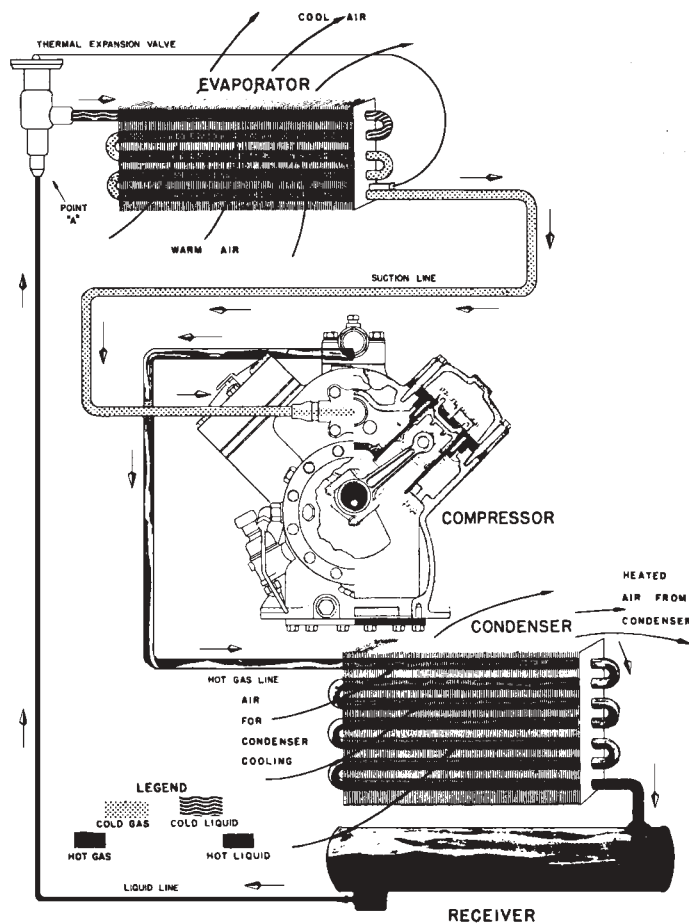 COOL AIR
THERMAL EXPANSION VALVE
EVAPORATOR
POINT
"A"
WARM AIR
SUCTION LINE
COMPRESSOR
HEATED
AIR FROM
CONDENSER
CONDENSER
HOT GAS LINE
AIR
FOR
CONDENSER
COOLING
LEGEND
COLD GAS
COLD LIQUID
HOT GAS
HOT LIQUID
LIQUID LINE
RECEIVER